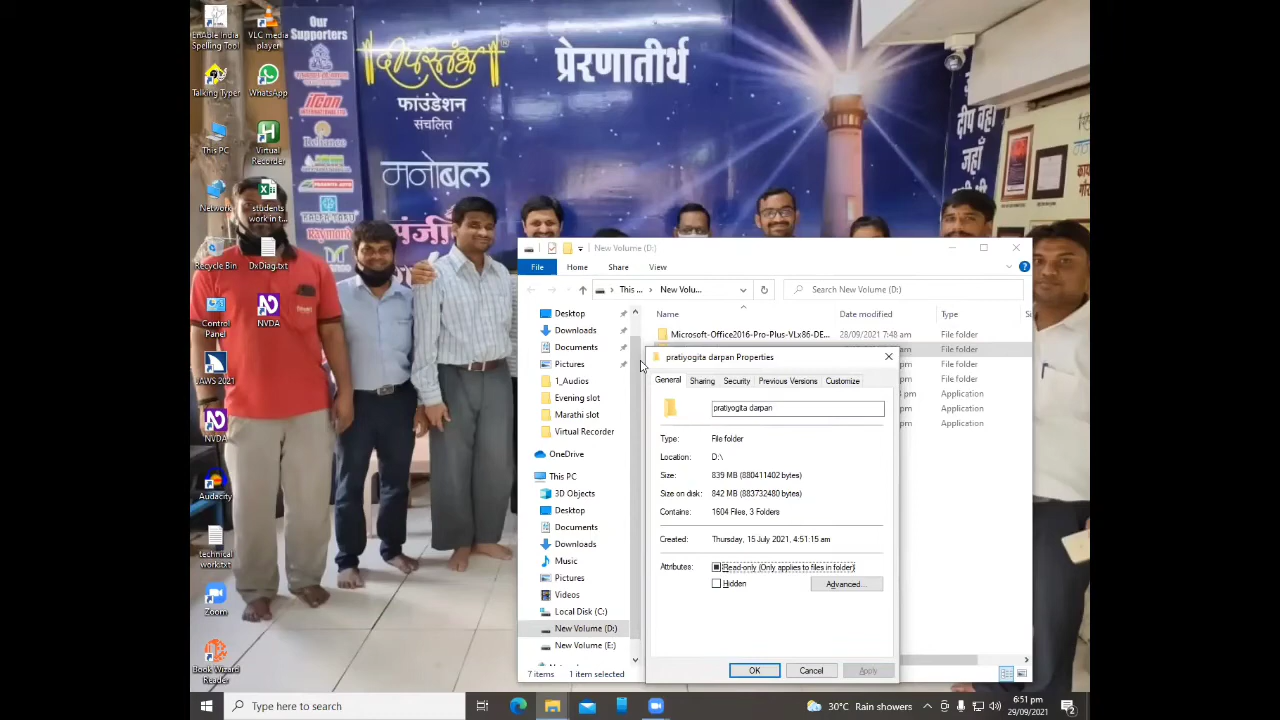 EnAble India
Spelling Tool
VLC media
player
Talking Typer
WhatsApp
This PC
Virtual
Recorder
Network
students
work in t...
Recycle Bin
DxDiag.txt
Control
Panel
NVDA
JAWS 2021
NVDA
Audacity
technical
work.txt
Zoom
Book Wizard
Reader
Our
Supporters
ircon
Reliance
दीपस्तंभ
फाउंडेशन
संचलित
मनोबल
प्रेरणातीर्थ
दीप वहाँ
जहाँ
New Volume (D:)
File
Home
Share
View
This ...
New Volu...
Search New Volume (D:)
Name
Date modified
Type
Microsoft-Office2016-Pro-Plus-VLx86-DE...
28/09/2021 7:48 am
File folder
File folder
File folder
File folder
Application
Application
Application
Desktop
Downloads
Documents
Pictures
1_Audios
Evening slot
Marathi slot
Virtual Recorder
OneDrive
This PC
3D Objects
Desktop
Documents
Downloads
Music
Pictures
Videos
Local Disk (C:)
New Volume (D:)
New Volume (E:)
7 items
1 item selected
pratiyogita darpan Properties
General
Sharing
Security
Previous Versions
Customize
pratiyogita darpan
Type: File folder
Location: D:\
Size: 839 MB (880411402 bytes)
Size on disk: 842 MB (883732480 bytes)
Contains: 1604 Files, 3 Folders
Created: Thursday, 15 July 2021, 4:51:15 am
Attributes: Read-only (Only applies to files in folder)
Hidden
Advanced...
OK
Cancel
Apply
Type here to search
30°C Rain showers
6:51 pm
29/09/2021
2